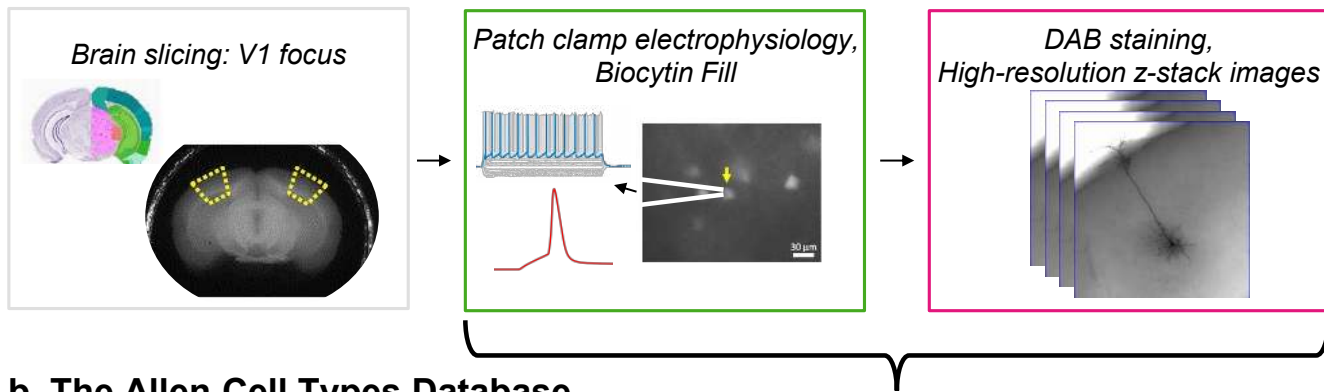 Brain slicing: V1 focus
Patch clamp electrophysiology,
Biocytin Fill
30 µm
DAB staining,
High-resolution z-stack images
b. The Allen Cell Types Database